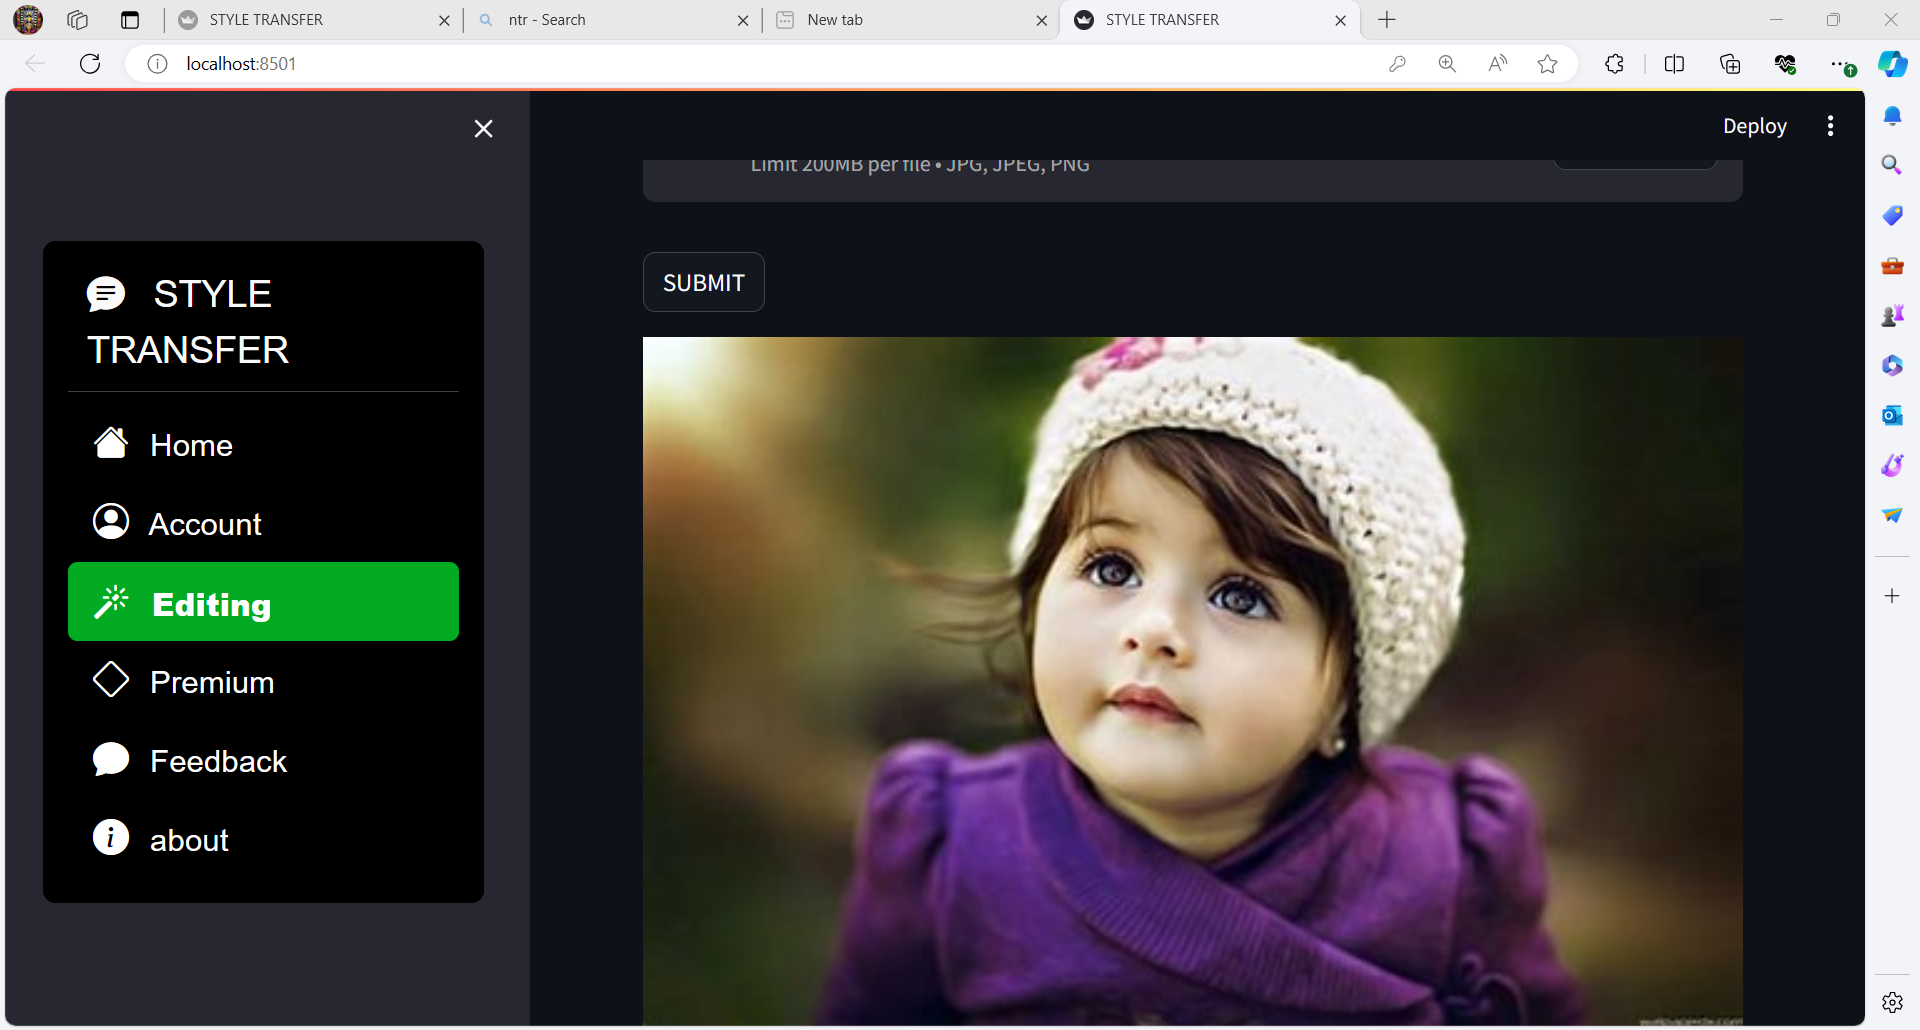 STYLE TRANSFER
ntr - Search
New tab
STYLE TRANSFER
localhost:8501
Deploy
Limit 200MB per file • JPG, JPEG, PNG
SUBMIT
STYLE
TRANSFER
Home
Account
Editing
Premium
Feedback
about